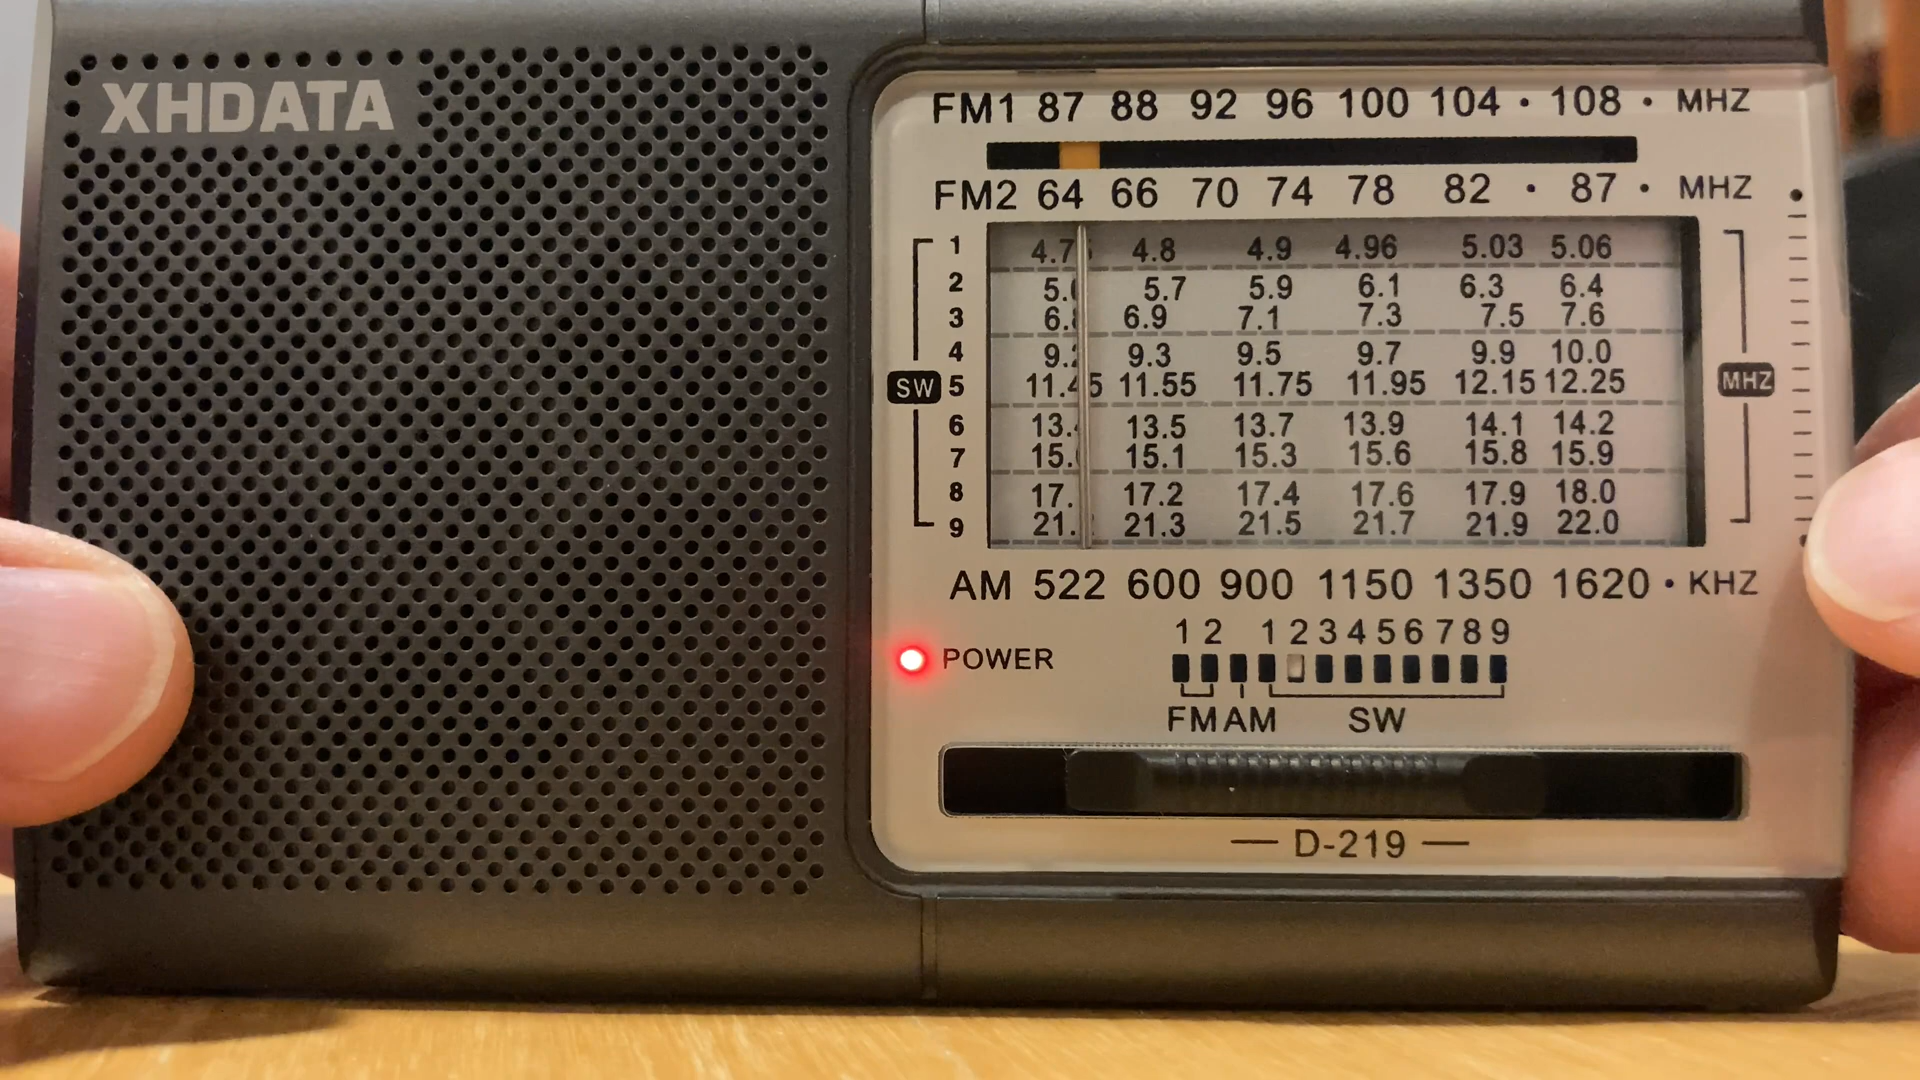 XHDATA
FM1 87 88 92 96 100 104 • 108 • MHZ
FM2 64 66 70 74 78 82 • 87 • MHZ
1 4.8 4.9 4.96 5.03 5.06
2 5.7 5.9 6.1 6.3 6.4
3 6.9 7.1 7.3 7.5 7.6
4 9.3 9.5 9.7 9.9 10.0
SW 5 11.45 11.55 11.75 11.95 12.15 12.25 MHZ
6 13.5 13.7 13.9 14.1 14.2
7 15.1 15.3 15.6 15.8 15.9
8 17.2 17.4 17.6 17.9 18.0
9 21.3 21.5 21.7 21.9 22.0
AM 522 600 900 1150 1350 1620 • KHZ
1 2 1 2 3 4 5 6 7 8 9
POWER
FM AM SW
— D-219 —